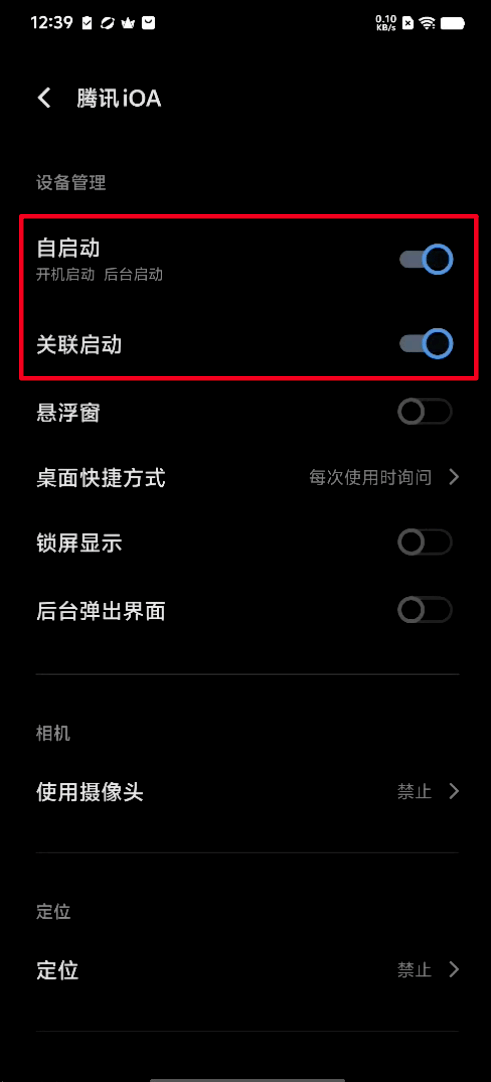 12:39
0.10 KB/s
腾讯iOA
设备管理
自启动
开机启动 后台启动
关联启动
悬浮窗
桌面快捷方式 每次使用时询问
锁屏显示
后台弹出界面
相机
使用摄像头 禁止
定位
定位 禁止